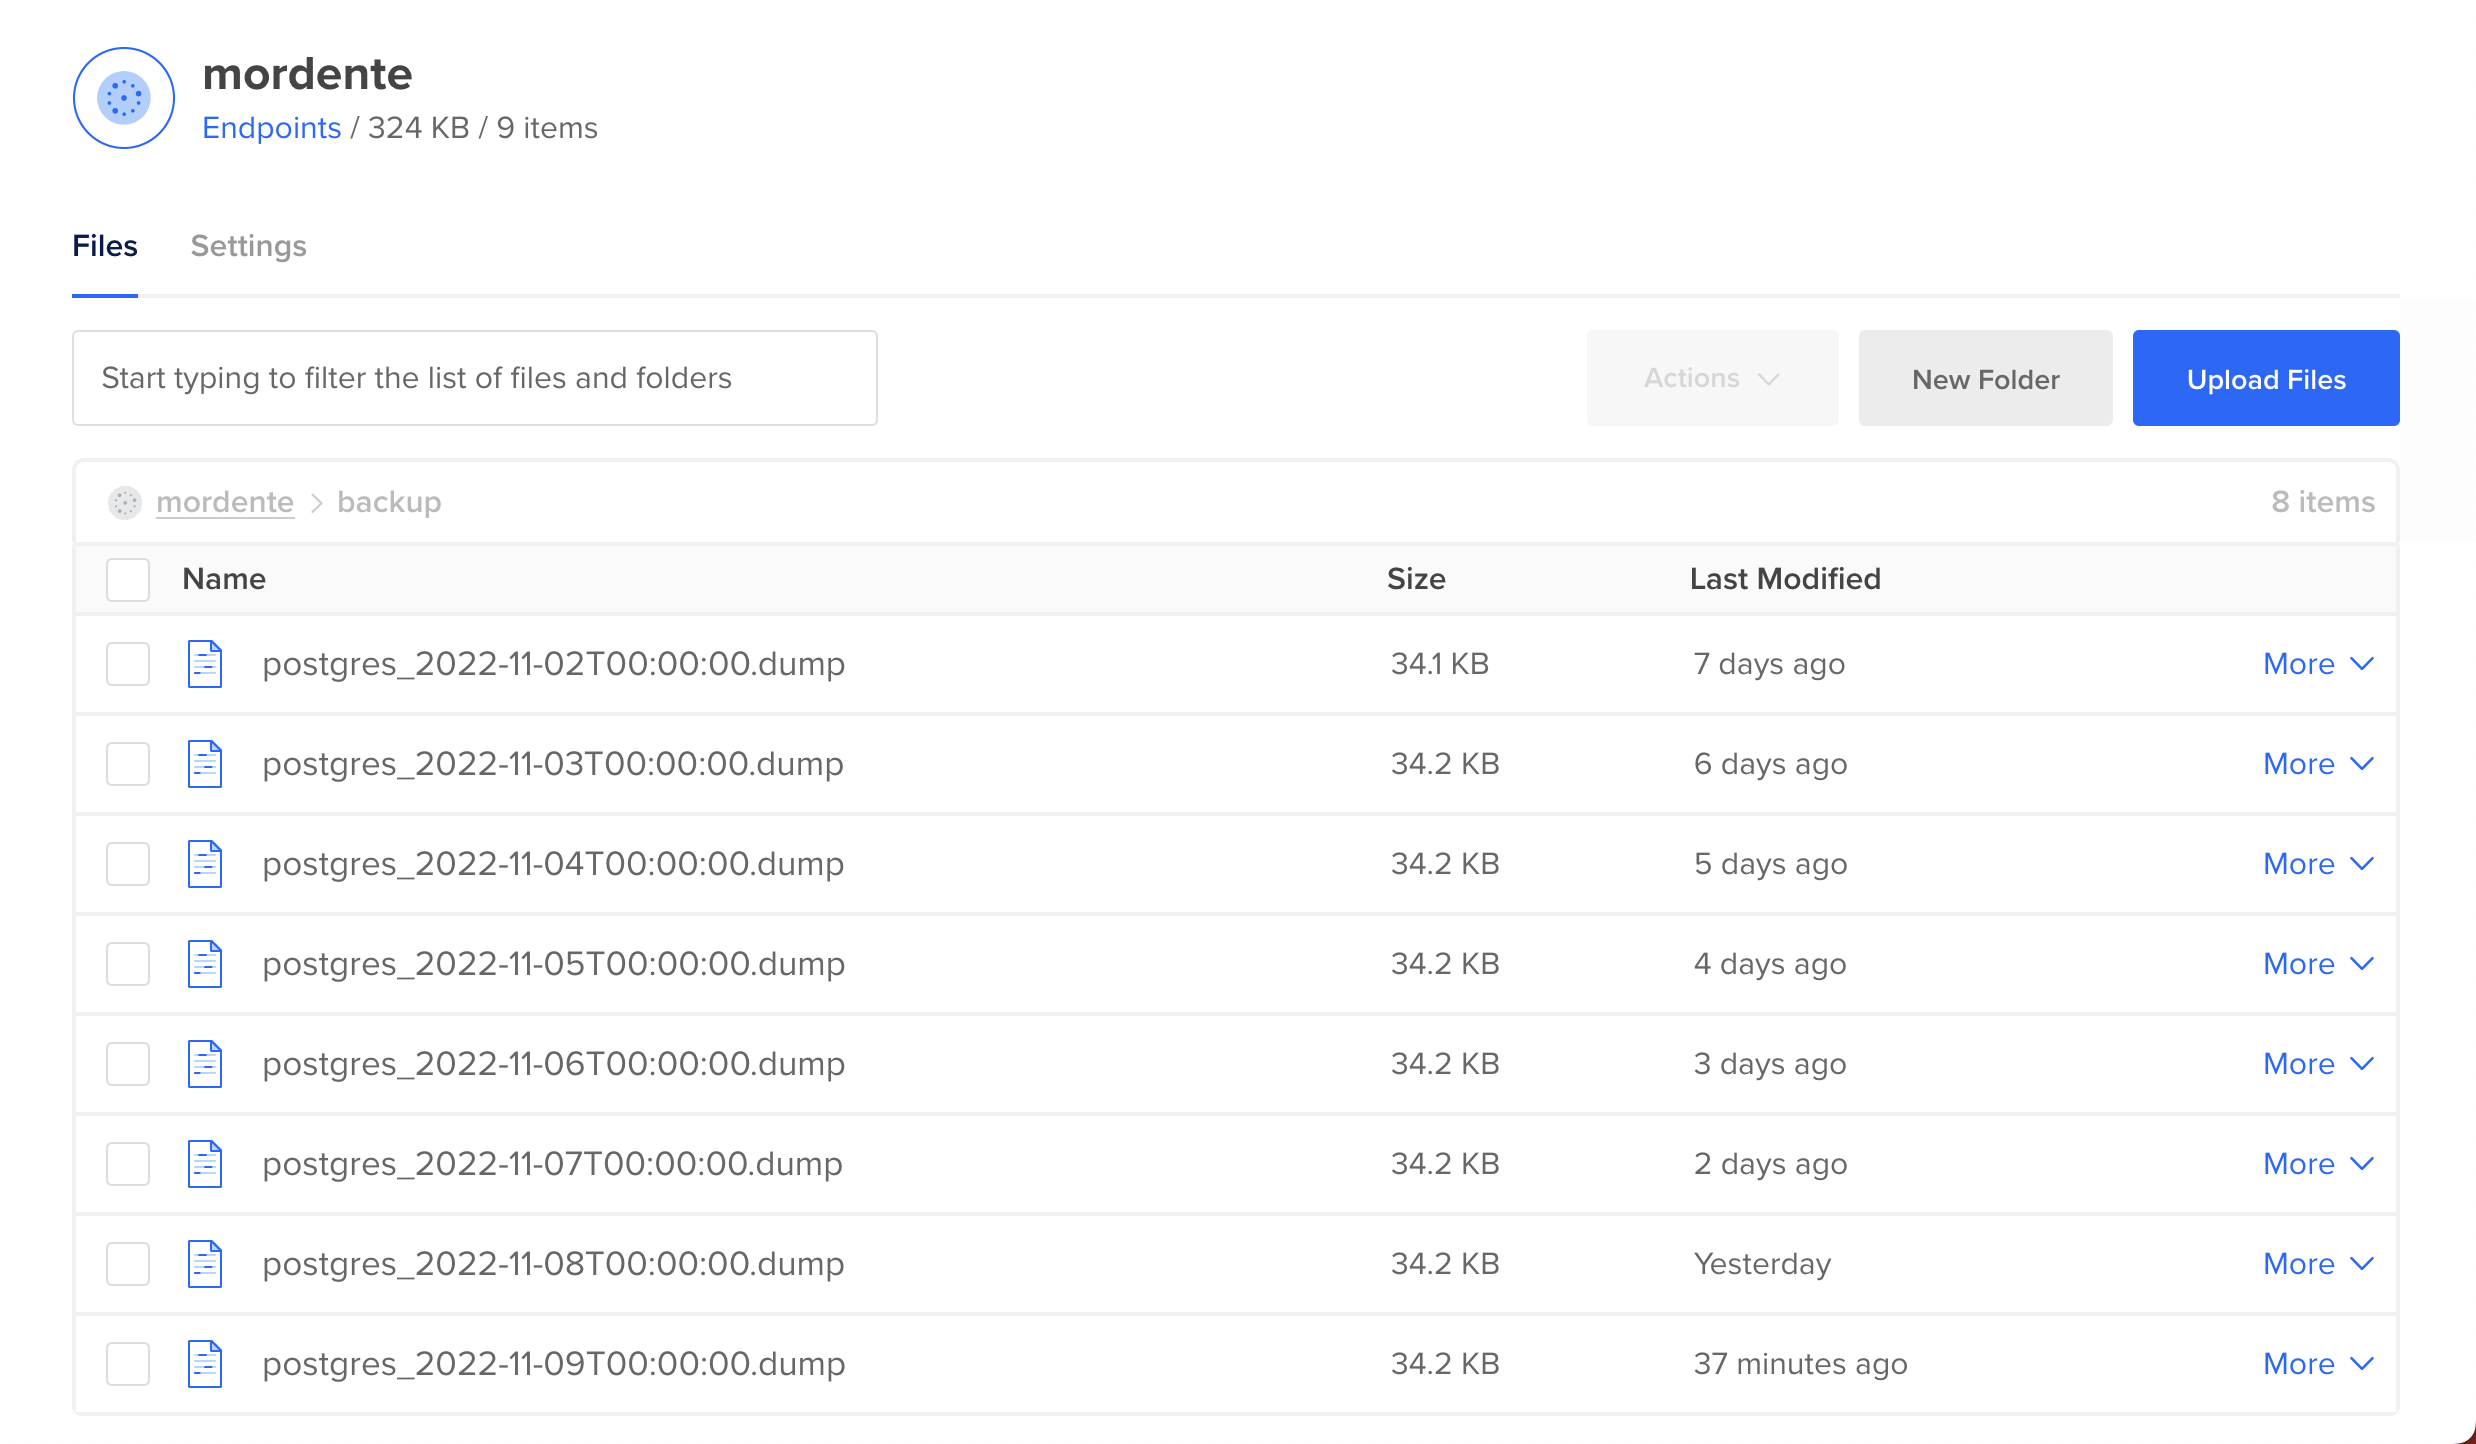 mordente
Endpoints / 324 KB / 9 items
Files Settings
Start typing to filter the list of files and folders Actions New Folder Upload Files
mordente > backup 8 items
Name Size Last Modified
postgres_2022-11-02T00:00:00.dump 34.1 KB 7 days ago More
postgres_2022-11-03T00:00:00.dump 34.2 KB 6 days ago More
postgres_2022-11-04T00:00:00.dump 34.2 KB 5 days ago More
postgres_2022-11-05T00:00:00.dump 34.2 KB 4 days ago More
postgres_2022-11-06T00:00:00.dump 34.2 KB 3 days ago More
postgres_2022-11-07T00:00:00.dump 34.2 KB 2 days ago More
postgres_2022-11-08T00:00:00.dump 34.2 KB Yesterday More
postgres_2022-11-09T00:00:00.dump 34.2 KB 37 minutes ago More